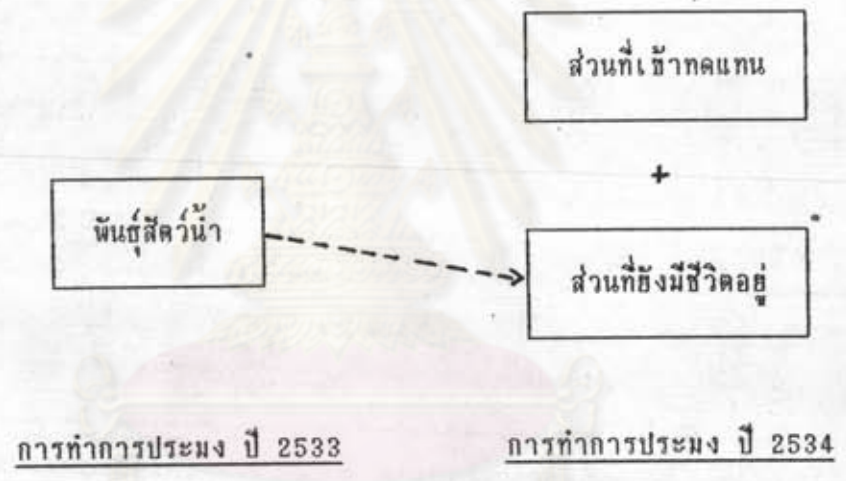 ส่วนที่เข้าทดแทน
+
พันธุ์สัตว์น้ำ
ส่วนที่ยังมีชีวิตอยู่
การทำการประมง ปี 2533
การทำการประมง ปี 2534